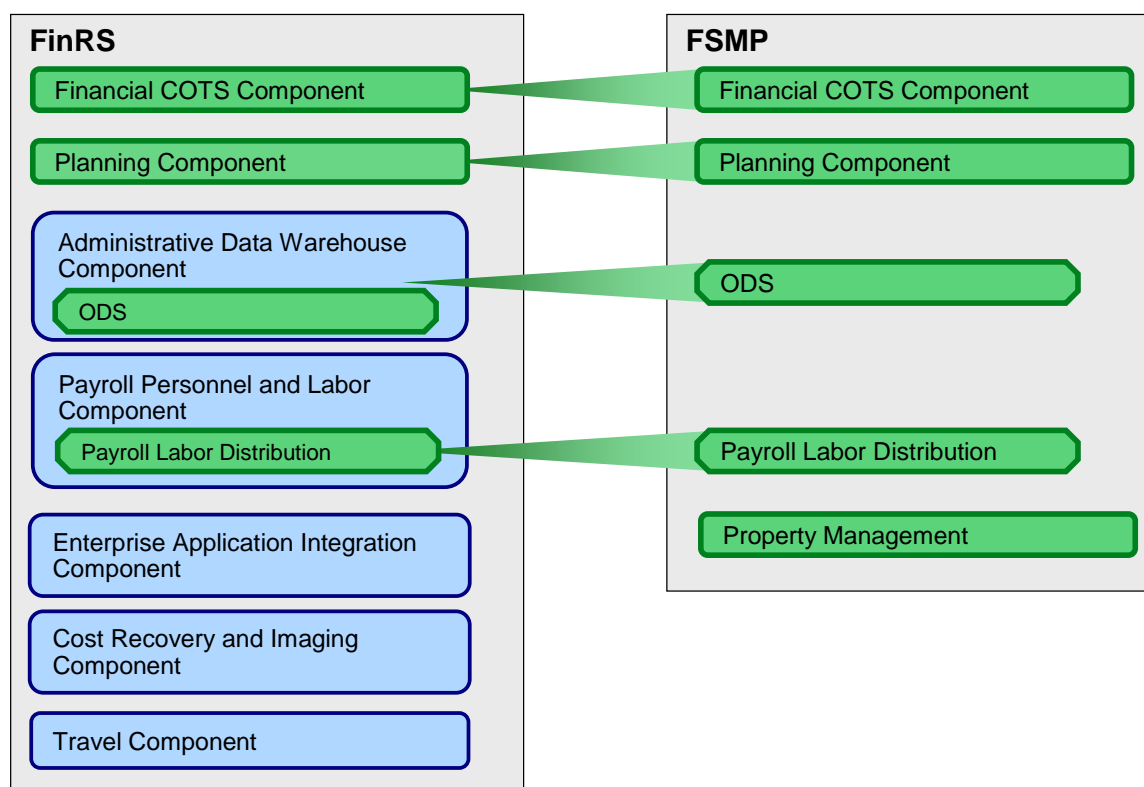 FinRS
Financial COTS Component
Planning Component
Administrative Data Warehouse
Component
ODS
Payroll Personnel and Labor
Component
Payroll Labor Distribution
Enterprise Application Integration
Component
Cost Recovery and Imaging
Component
Travel Component
FSMP
Financial COTS Component
Planning Component
ODS
Payroll Labor Distribution
Property Management